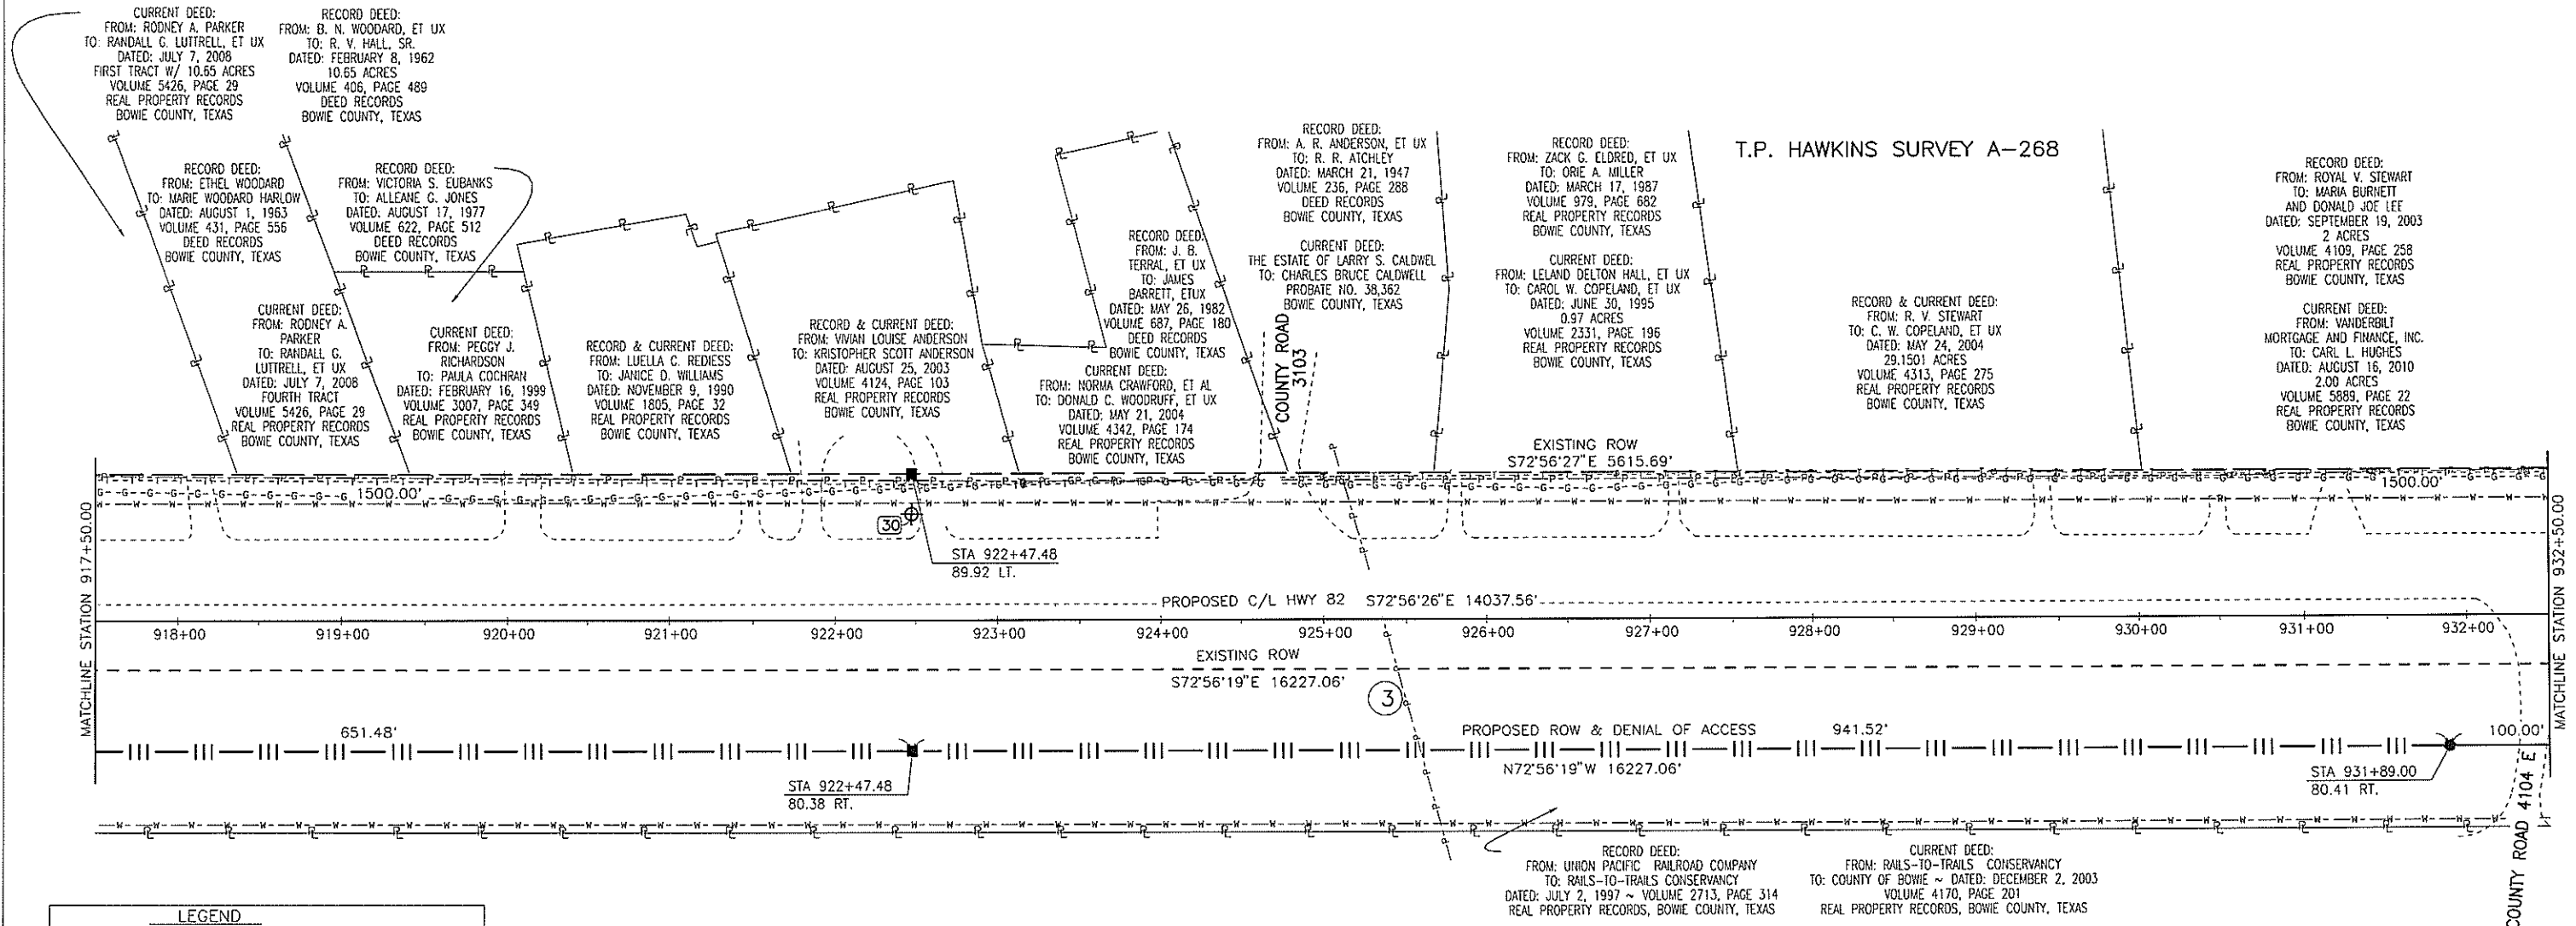 CURRENT DEED:
FROM: RODNEY A. PARKER
TO: RANDALL G. LUTTRELL, ET UX
DATED: JULY 7, 2008
FIRST TRACT W/ 10.65 ACRES
VOLUME 5426, PAGE 29
REAL PROPERTY RECORDS
BOWIE COUNTY, TEXAS
RECORD DEED:
FROM: B. N. WOODARD, ET UX
TO: R. V. HALL, SR.
DATED: FEBRUARY 8, 1962
10.65 ACRES
VOLUME 406, PAGE 489
DEED RECORDS
BOWIE COUNTY, TEXAS
RECORD DEED:
FROM: ETHEL WOODARD
TO: MARIE WOODARD HARLOW
DATED: AUGUST 1, 1963
VOLUME 431, PAGE 556
DEED RECORDS
BOWIE COUNTY, TEXAS
RECORD DEED:
FROM: VICTORIA S. EUBANKS
TO: ALLEANE G. JONES
DATED: AUGUST 17, 1977
VOLUME 622, PAGE 512
DEED RECORDS
BOWIE COUNTY, TEXAS
CURRENT DEED:
FROM: RODNEY A.
PARKER
TO: RANDALL G.
LUTTRELL, ET UX
DATED: JULY 7, 2008
FOURTH TRACT
VOLUME 5426, PAGE 29
REAL PROPERTY RECORDS
BOWIE COUNTY, TEXAS
CURRENT DEED:
FROM: PEGGY J.
RICHARDSON
TO: PAULA COCHRAN
DATED: FEBRUARY 16, 1999
VOLUME 3007, PAGE 349
REAL PROPERTY RECORDS
BOWIE COUNTY, TEXAS
RECORD & CURRENT DEED:
FROM: LUELLA C. REDIESS
TO: JANICE D. WILLIAMS
DATED: NOVEMBER 9, 1990
VOLUME 1805, PAGE 32
REAL PROPERTY RECORDS
BOWIE COUNTY, TEXAS
RECORD & CURRENT DEED:
FROM: VIVIAN LOUISE ANDERSON
TO: KRISTOPHER SCOTT ANDERSON
DATED: AUGUST 25, 2003
VOLUME 4124, PAGE 103
REAL PROPERTY RECORDS
BOWIE COUNTY, TEXAS
RECORD DEED:
FROM: J. B.
TERRAL, ET UX
TO: JAMES
BARRETT, ETUX
DATED: MAY 26, 1982
VOLUME 687, PAGE 180
DEED RECORDS
BOWIE COUNTY, TEXAS
CURRENT DEED:
FROM: NORMA CRAWFORD, ET AL
TO: DONALD C. WOODRUFF, ET UX
DATED: MAY 21, 2004
VOLUME 4342, PAGE 174
REAL PROPERTY RECORDS
BOWIE COUNTY, TEXAS
RECORD DEED:
FROM: A. R. ANDERSON, ET UX
TO: R. R. ATCHLEY
DATED: MARCH 21, 1947
VOLUME 236, PAGE 288
DEED RECORDS
BOWIE COUNTY, TEXAS
CURRENT DEED:
THE ESTATE OF LARRY S. CALDWEL
TO: CHARLES BRUCE CALDWELL
PROBATE NO. 38,362
BOWIE COUNTY, TEXAS
COUNTY ROAD
3103
RECORD DEED:
FROM: ZACK G. ELDRED, ET UX
TO: ORIE A. MILLER
DATED: MARCH 17, 1987
VOLUME 979, PAGE 682
REAL PROPERTY RECORDS
BOWIE COUNTY, TEXAS
CURRENT DEED:
FROM: LELAND DELTON HALL, ET UX
TO: CAROL W. COPELAND, ET UX
DATED: JUNE 30, 1995
0.97 ACRES
VOLUME 2331, PAGE 196
REAL PROPERTY RECORDS
BOWIE COUNTY, TEXAS
T.P. HAWKINS SURVEY A-268
RECORD & CURRENT DEED:
FROM: R. V. STEWART
TO: C. W. COPELAND, ET UX
DATED: MAY 24, 2004
29.1501 ACRES
VOLUME 4313, PAGE 275
REAL PROPERTY RECORDS
BOWIE COUNTY, TEXAS
RECORD DEED:
FROM: ROYAL V. STEWART
TO: MARIA BURNETT
AND DONALD JOE LEE
DATED: SEPTEMBER 19, 2003
2 ACRES
VOLUME 4109, PAGE 258
REAL PROPERTY RECORDS
BOWIE COUNTY, TEXAS
CURRENT DEED:
FROM: VANDERBILT
MORTGAGE AND FINANCE, INC.
TO: CARL L. HUGHES
DATED: AUGUST 16, 2010
2.00 ACRES
VOLUME 5889, PAGE 22
REAL PROPERTY RECORDS
BOWIE COUNTY, TEXAS
EXISTING ROW
S72°56'27"E 5615.69'
1500.00'
1500.00'
MATCHLINE STATION 917+50.00
MATCHLINE STATION 932+50.00
30
STA 922+47.48
89.92 LT.
PROPOSED C/L HWY 82 S72°56'26"E 14037.56'
918+00 919+00 920+00 921+00 922+00 923+00 924+00 925+00 926+00 927+00 928+00 929+00 930+00 931+00 932+00
EXISTING ROW
S72°56'19"E 16227.06'
3
651.48'
PROPOSED ROW & DENIAL OF ACCESS 941.52'
100.00'
N72°56'19"W 16227.06'
STA 922+47.48
80.38 RT.
STA 931+89.00
80.41 RT.
COUNTY ROAD 4104 E
RECORD DEED:
FROM: UNION PACIFIC RAILROAD COMPANY
TO: RAILS-TO-TRAILS CONSERVANCY
DATED: JULY 2, 1997 ~ VOLUME 2713, PAGE 314
REAL PROPERTY RECORDS, BOWIE COUNTY, TEXAS
CURRENT DEED:
FROM: RAILS-TO-TRAILS CONSERVANCY
TO: COUNTY OF BOWIE ~ DATED: DECEMBER 2, 2003
VOLUME 4170, PAGE 201
REAL PROPERTY RECORDS, BOWIE COUNTY, TEXAS
LEGEND